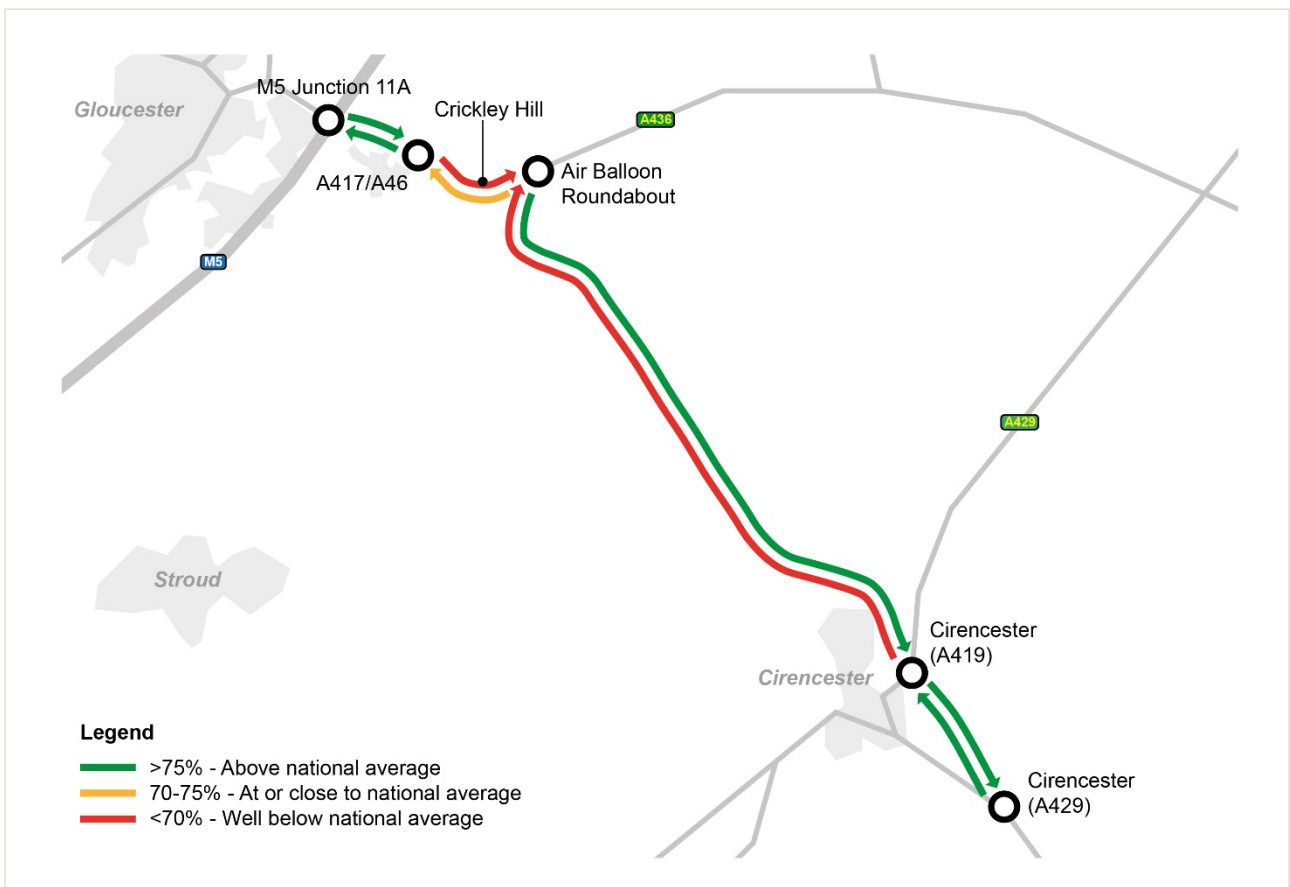 M5 Junction 11A
Gloucester
Crickley Hill
A436
A417/A46
Air Balloon
Roundabout
M5
A429
Stroud
Cirencester
(A419)
Cirencester
Legend
>75% - Above national average
70-75% - At or close to national average
<70% - Well below national average
Cirencester
(A429)